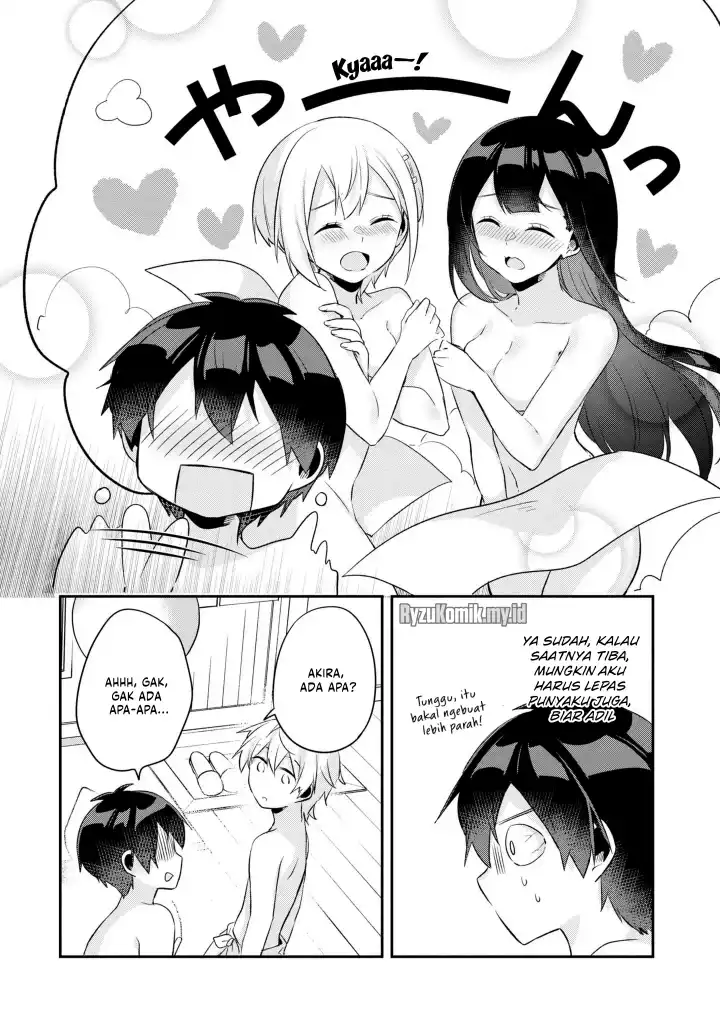 Kyaaa—!
やーんっ
RyzuKomik.my.id
YA SUDAH, KALAU
SAATNYA TIBA,
MUNGKIN AKU
HARUS LEPAS
PUNYAKU JUGA,
BIAR ADIL
Tunggu, itu
bakal ngebuat
lebih parah!
AKIRA,
ADA APA?
AHHH, GAK,
GAK ADA
APA-APA...